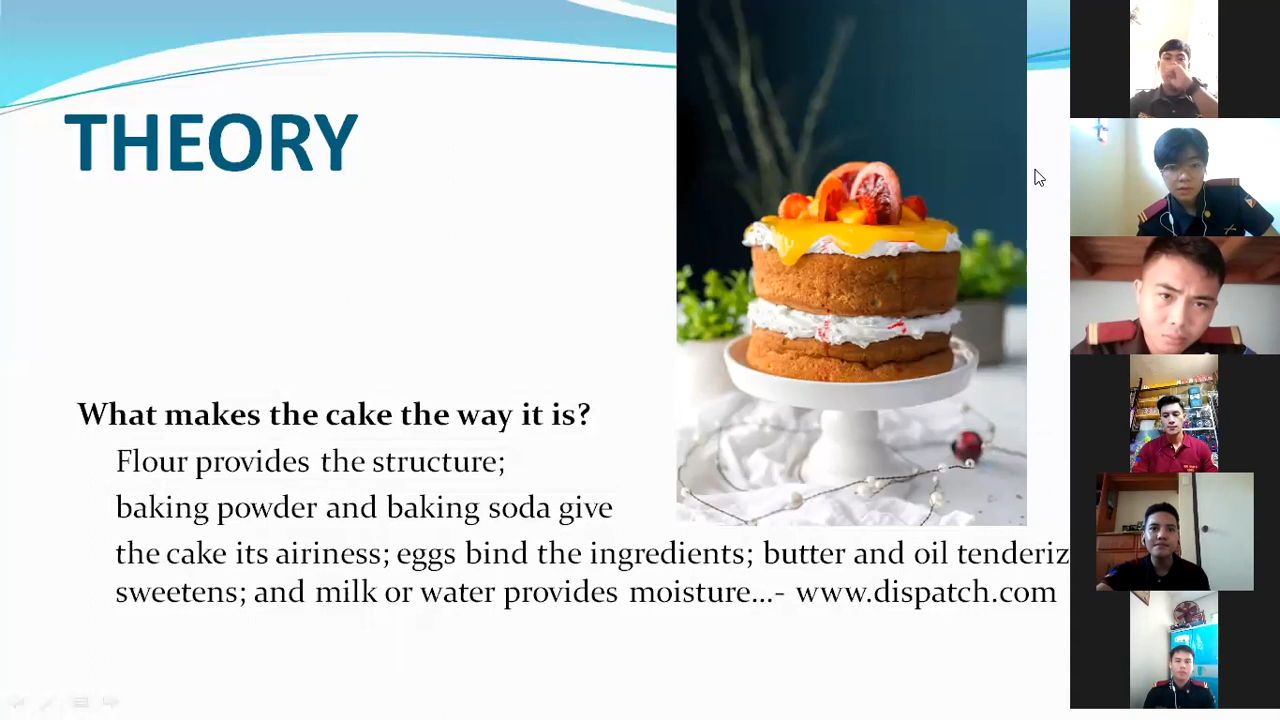 THEORY
What makes the cake the way it is?
Flour provides the structure;
baking powder and baking soda give
the cake its airiness; eggs bind the ingredients; butter and oil tenderiz
sweetens; and milk or water provides moisture...- www.dispatch.com